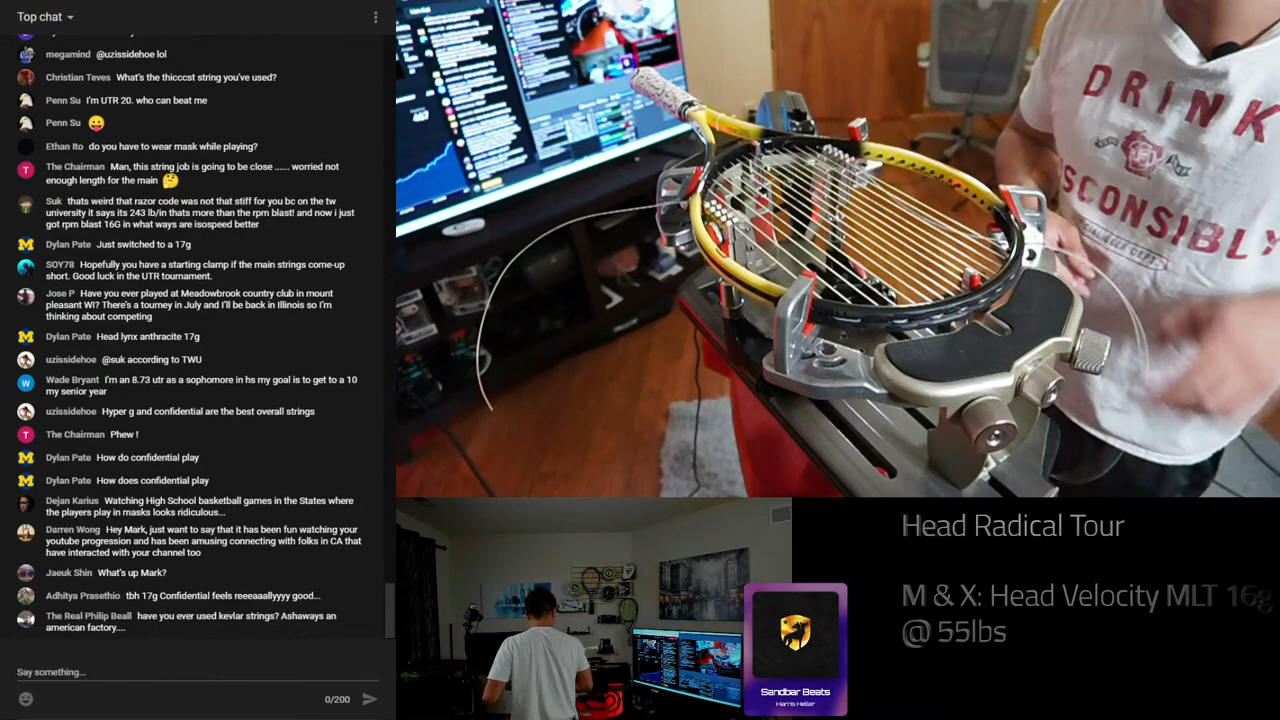 Top chat
megamind @uzissidehoe lol
Christian Teves What's the thicccst string you've used?
Penn Su I'm UTR 20. who can beat me
Penn Su 😛
Ethan Ito do you have to wear mask while playing?
The Chairman Man, this string job is going to be close ...... worried not
enough length for the main 🤔
Suk thats weird that razor code was not that stiff for you bc on the tw
university it says its 243 lb/in thats more than the rpm blast! and now i just
got rpm blast 16G in what ways are isospeed better
Dylan Pate Just switched to a 17g
SOY78 Hopefully you have a starting clamp if the main strings come-up
short. Good luck in the UTR tournament.
Jose P Have you ever played at Meadowbrook country club in mount
pleasant WI? There's a tourney in July and I'll be back in Illinois so I'm
thinking about competing
Dylan Pate Head lynx anthracite 17g
uzissidehoe @suk according to TWU
Wade Bryant I'm an 8.73 utr as a sophomore in hs my goal is to get to a 10
my senior year
uzissidehoe Hyper g and confidential are the best overall strings
The Chairman Phew !
Dylan Pate How do confidential play
Dylan Pate How does confidential play
Dejan Karius Watching High School basketball games in the States where
the players play in masks looks ridiculous...
Darren Wong Hey Mark, just want to say that it has been fun watching your
youtube progression and has been amusing connecting with folks in CA that
have interacted with your channel too
Jaeuk Shin What's up Mark?
Adhitya Prasethio tbh 17g Confidential feels reeeaaallyyyy good...
The Real Philip Beall have you ever used kevlar strings? Ashaways an
american factory....
Say something...
0/200
DRINK
WISCONSIBLY
Sandbar Beats
Harris Heller
Head Radical Tour
M & X: Head Velocity MLT 16g
@ 55lbs